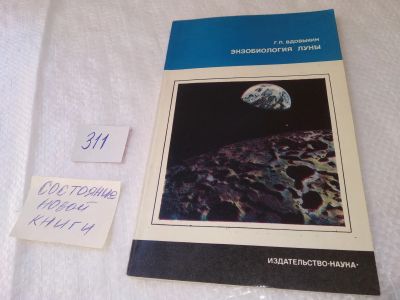 Г.П. ВДОВЫКИН
ЭКЗОБИОЛОГИЯ ЛУНЫ
311
СОСТОЯНИЕ
НОВОЙ
КНИГИ
ИЗДАТЕЛЬСТВО·НАУКА·